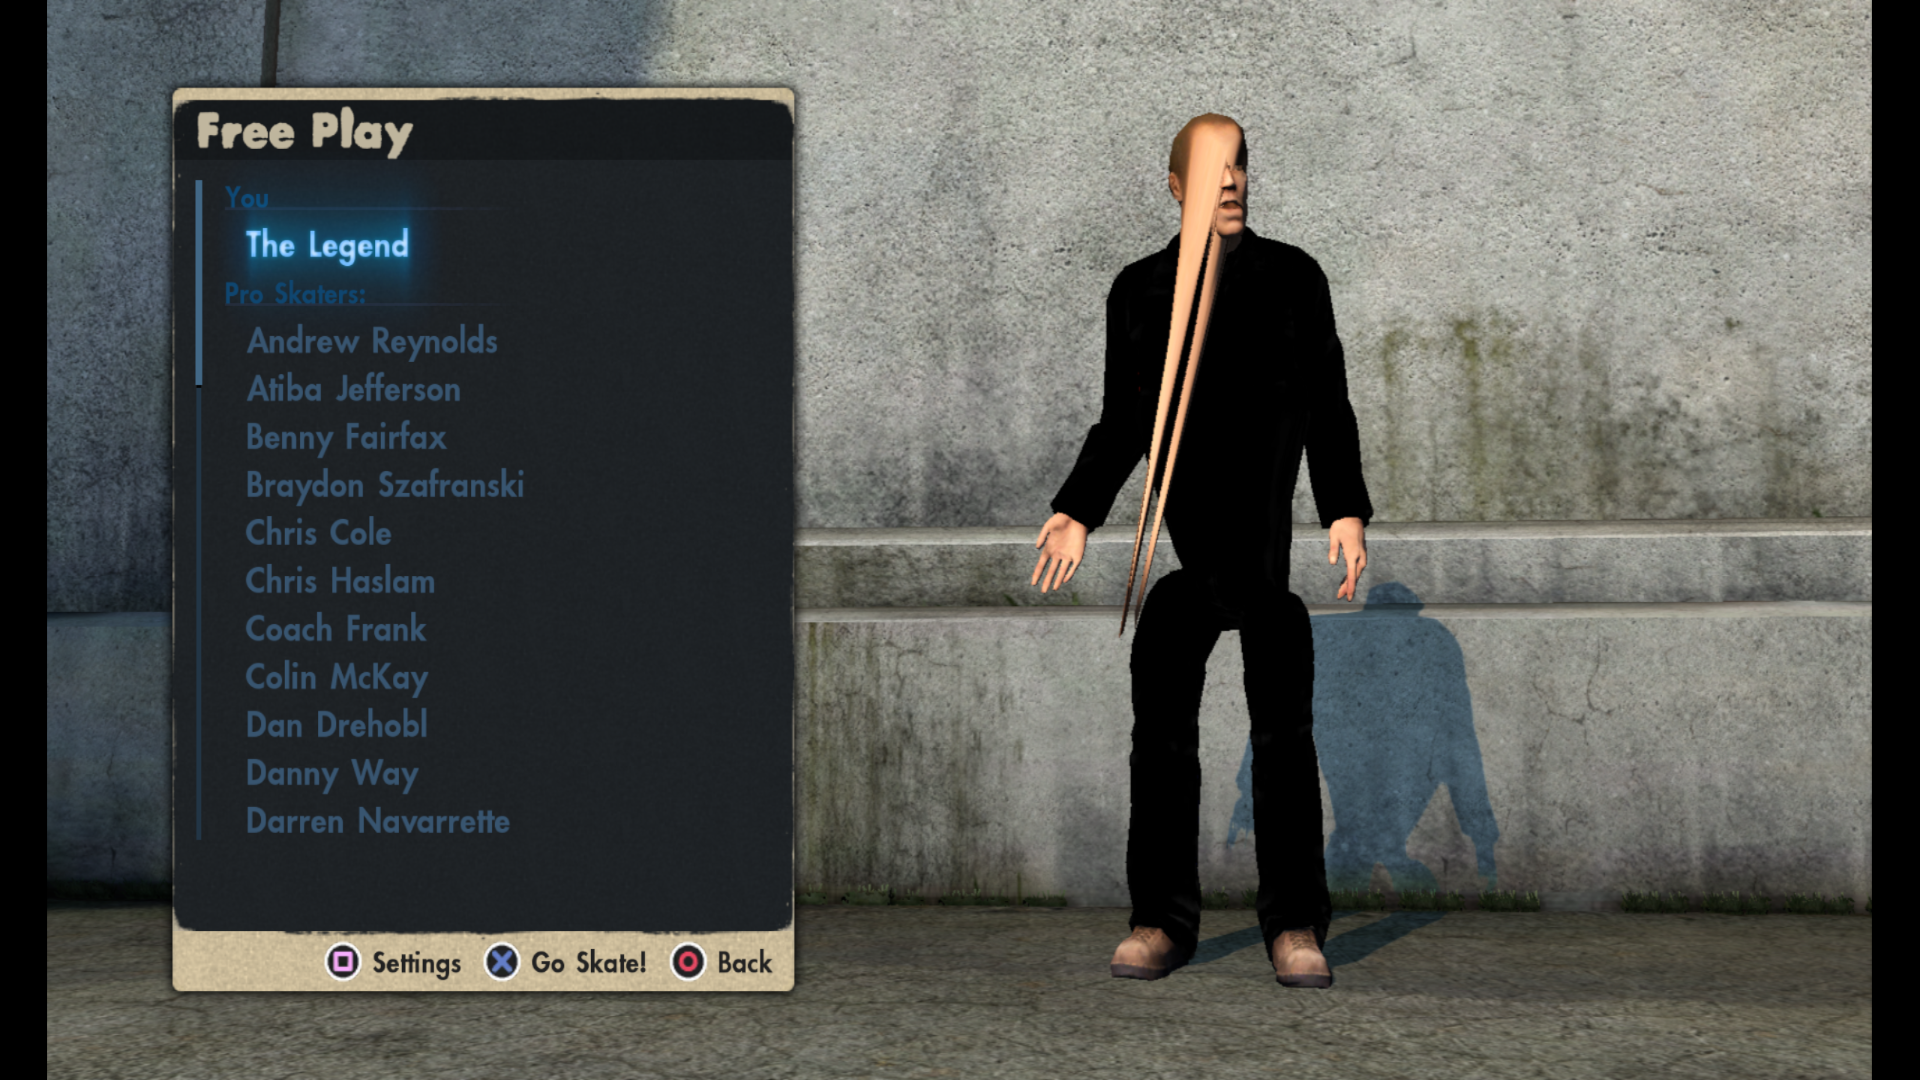 Free Play
You
The Legend
Pro Skaters:
Andrew Reynolds
Atiba Jefferson
Benny Fairfax
Braydon Szafranski
Chris Cole
Chris Haslam
Coach Frank
Colin McKay
Dan Drehobl
Danny Way
Darren Navarrette
Settings Go Skate! Back